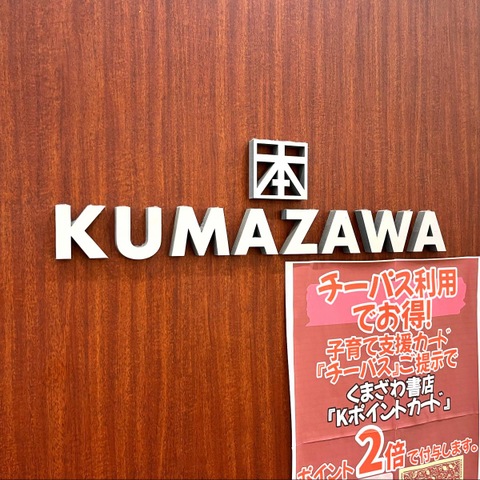 本
KUMAZAWA
チーパス利用
でお得!
子育て支援カード
『チーパス』ご提示で
くまざわ書店
「Kポイントカード」
ポイント2倍で付与します。